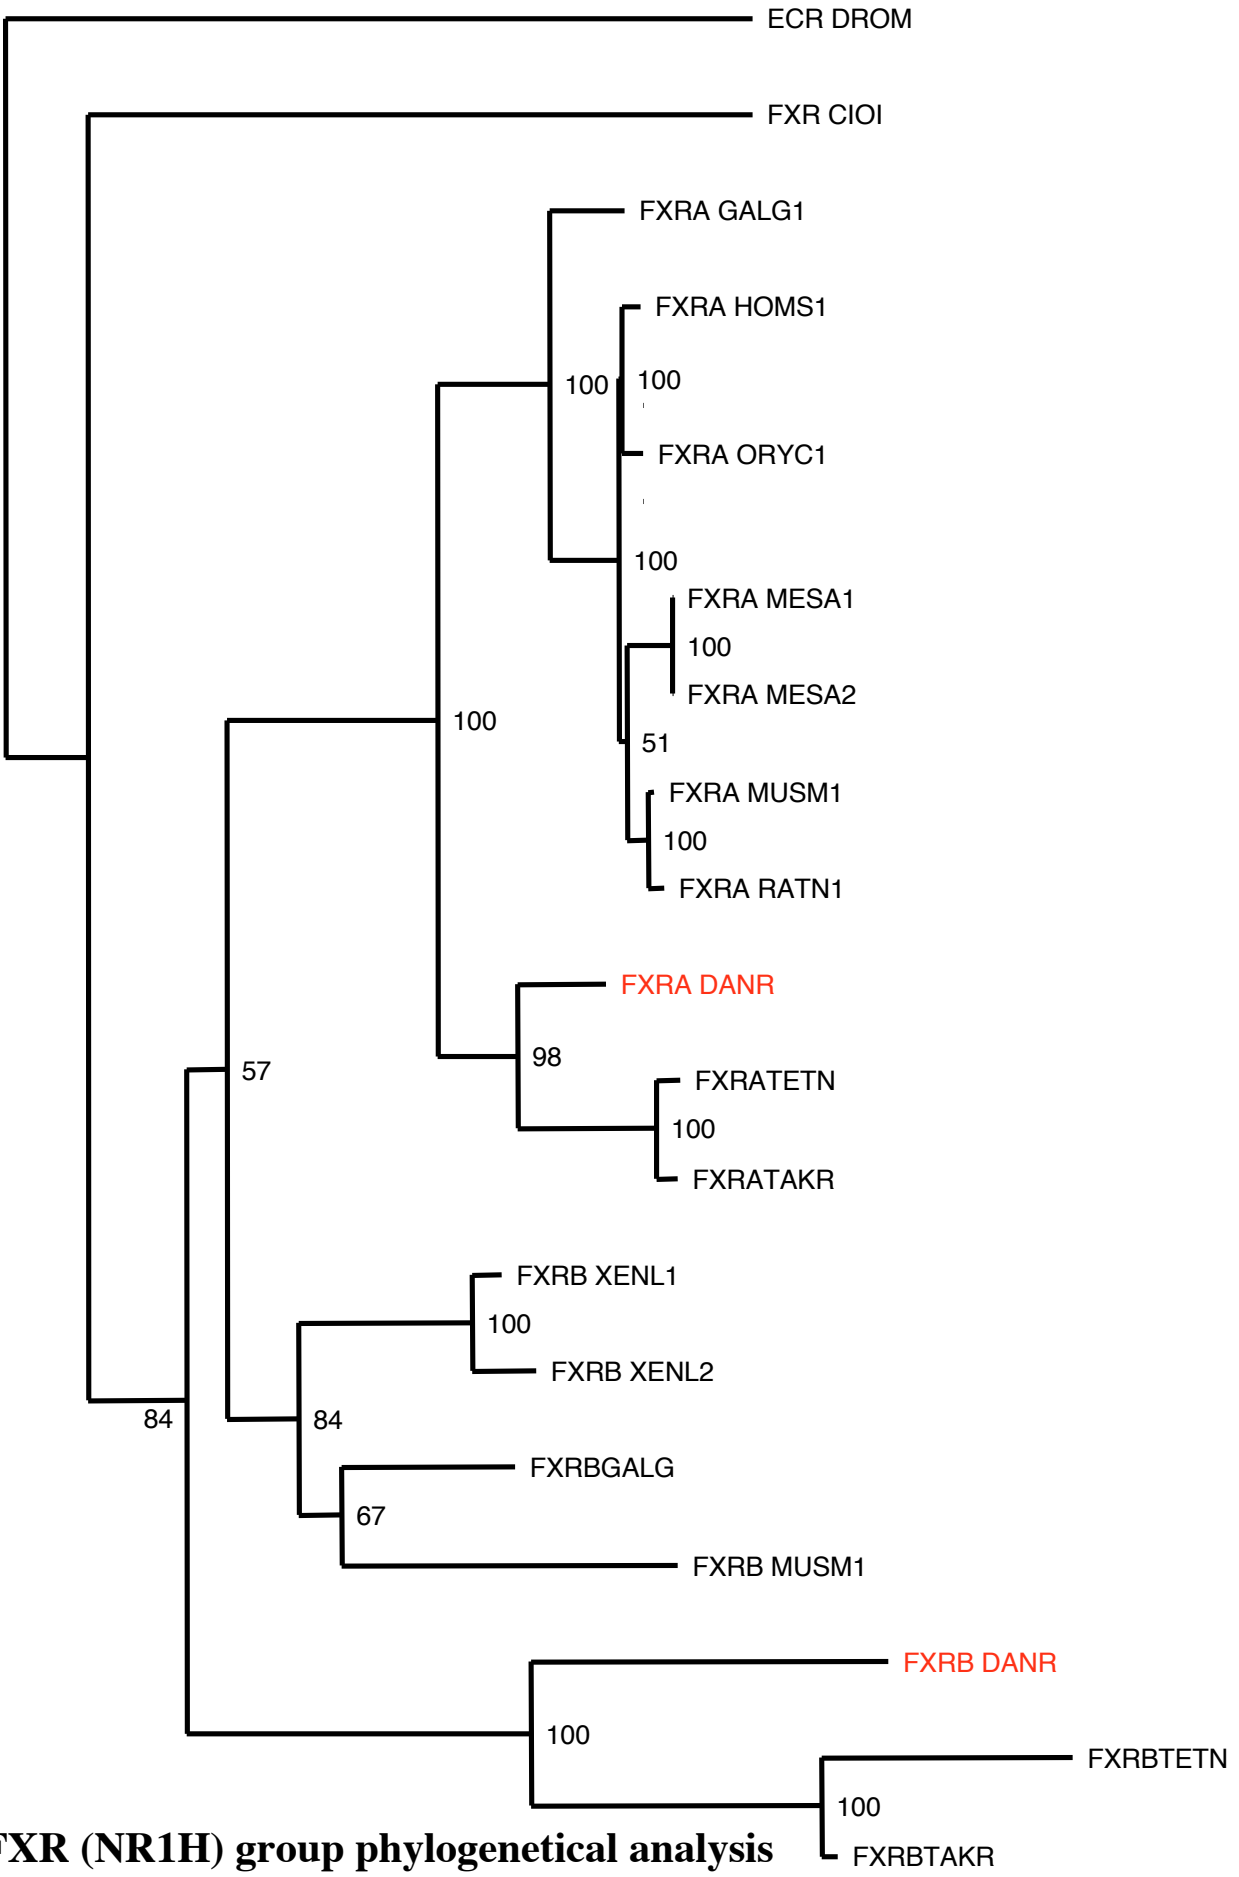 ECR DROM
FXR CIOI
FXRA GALG1
FXRA HOMS1
100
100
FXRA ORYC1
100
FXRA MESA1
100
FXRA MESA2
100
51
FXRA MUSM1
100
FXRA RATN1
FXRA DANR
98
57
FXRATETN
100
FXRATAKR
FXRB XENL1
100
FXRB XENL2
84
84
FXRBGALG
67
FXRB MUSM1
FXRB DANR
100
FXRBTETN
100
FXR (NR1H) group phylogenetical analysis
FXRBTAKR